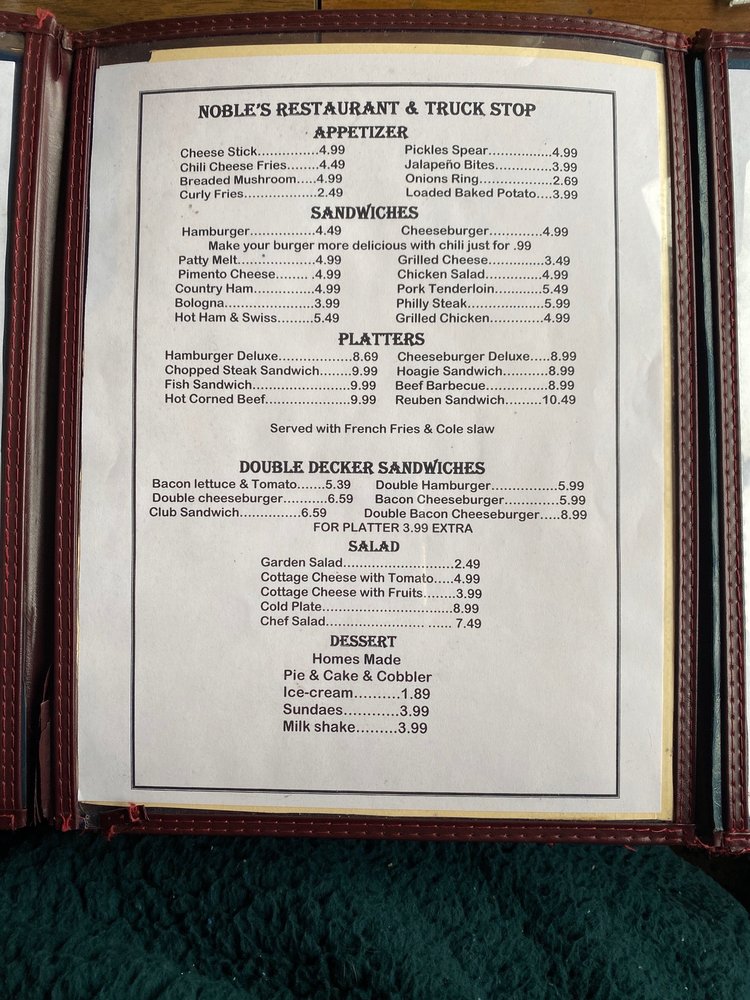 NOBLE'S RESTAURANT & TRUCK STOP
APPETIZER
Cheese Stick..............4.99 Pickles Spear...............4.99
Chili Cheese Fries.......4.49 Jalapeño Bites.............3.99
Breaded Mushroom.....4.99 Onions Ring.................2.69
Curly Fries.................2.49 Loaded Baked Potato....3.99
SANDWICHES
Hamburger...............4.49 Cheeseburger.............4.99
Make your burger more delicious with chili just for .99
Patty Melt..................4.99 Grilled Cheese.............3.49
Pimento Cheese........ .4.99 Chicken Salad..............4.99
Country Ham..............4.99 Pork Tenderloin...........5.49
Bologna.....................3.99 Philly Steak..................5.99
Hot Ham & Swiss.........5.49 Grilled Chicken.............4.99
PLATTERS
Hamburger Deluxe.................8.69 Cheeseburger Deluxe.....8.99
Chopped Steak Sandwich.......9.99 Hoagie Sandwich..........8.99
Fish Sandwich.......................9.99 Beef Barbecue..............8.99
Hot Corned Beef....................9.99 Reuben Sandwich.........10.49
Served with French Fries & Cole slaw
DOUBLE DECKER SANDWICHES
Bacon lettuce & Tomato.......5.39 Double Hamburger...............5.99
Double cheeseburger..........6.59 Bacon Cheeseburger............5.99
Club Sandwich..............6.59 Double Bacon Cheeseburger.....8.99
FOR PLATTER 3.99 EXTRA
SALAD
Garden Salad..........................2.49
Cottage Cheese with Tomato.....4.99
Cottage Cheese with Fruits........3.99
Cold Plate..............................8.99
Chef Salad....................... ...... 7.49
DESSERT
Homes Made
Pie & Cake & Cobbler
Ice-cream..........1.89
Sundaes............3.99
Milk shake.........3.99